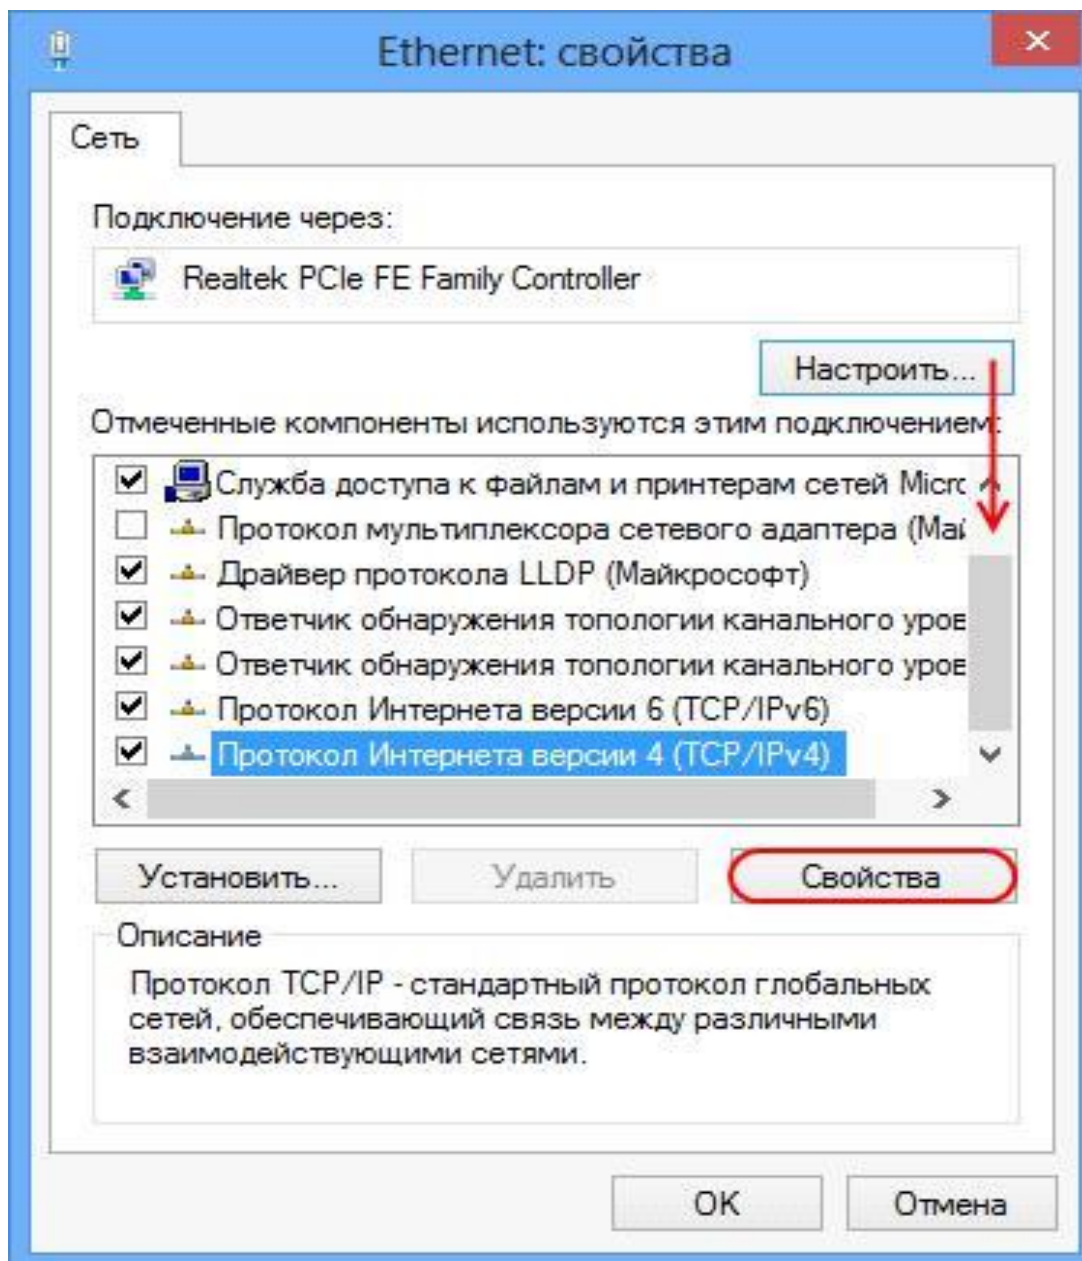 Ethernet: свойства
Сеть
Подключение через:
Realtek PCIe FE Family Controller
Настроить...
Отмеченные компоненты используются этим подключением:
Служба доступа к файлам и принтерам сетей Micro
Протокол мультиплексора сетевого адаптера (Май
Драйвер протокола LLDP (Майкрософт)
Ответчик обнаружения топологии канального уров
Ответчик обнаружения топологии канального уров
Протокол Интернета версии 6 (TCP/IPv6)
Протокол Интернета версии 4 (TCP/IPv4)
Установить...
Удалить
Свойства
Описание
Протокол TCP/IP - стандартный протокол глобальных
сетей, обеспечивающий связь между различными
взаимодействующими сетями.
OK
Отмена